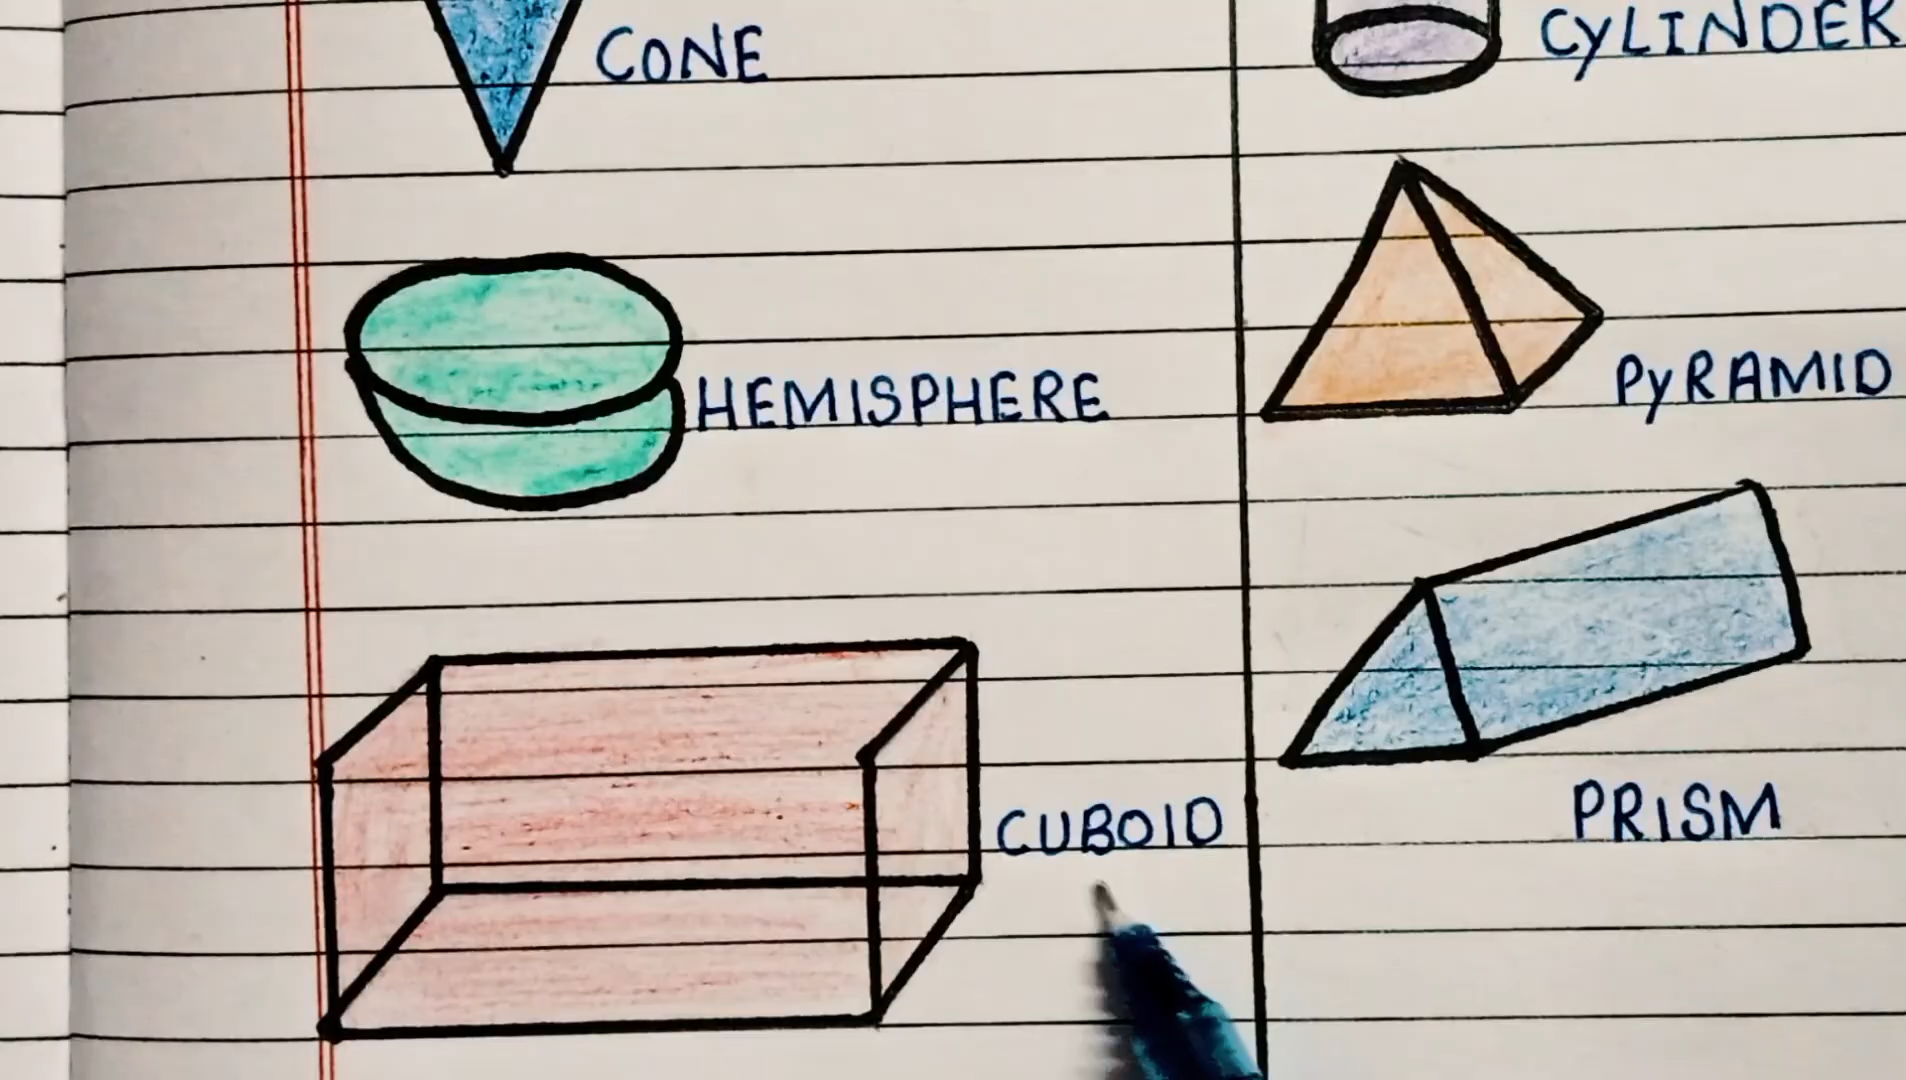 CONE
CYLINDER
HEMISPHERE
PYRAMID
CUBOID
PRISM